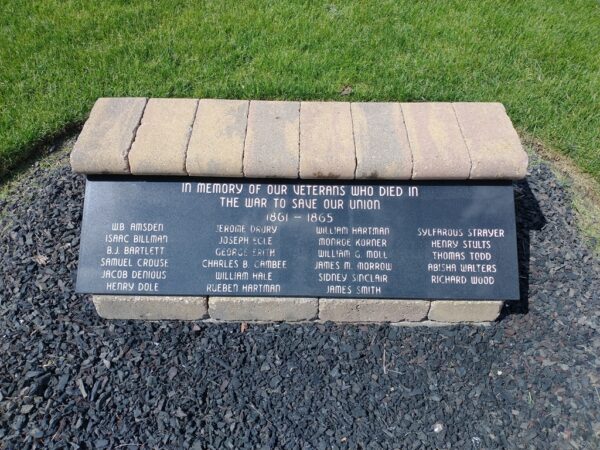 IN MEMORY OF OUR VETERANS WHO DIED IN
THE WAR TO SAVE OUR UNION
1861 - 1865
WB AMSDEN
ISAAC BILLMAN
B.J. BARTLETT
SAMUEL CROUSE
JACOB DENIOUS
HENRY DOLE
JEROME DRURY
JOSEPH ECLE
GEORGE ERITH
CHARLES B. CAMBEE
WILLIAM HALE
RUEBEN HARTMAN
WILLIAM HARTMAN
MONROE KORNER
WILLIAM G. MOLL
JAMES M. MORROW
SIDNEY SINCLAIR
JAMES SMITH
SYLFAROUS STRAYER
HENRY STULTS
THOMAS TODD
ABISHA WALTERS
RICHARD WOOD